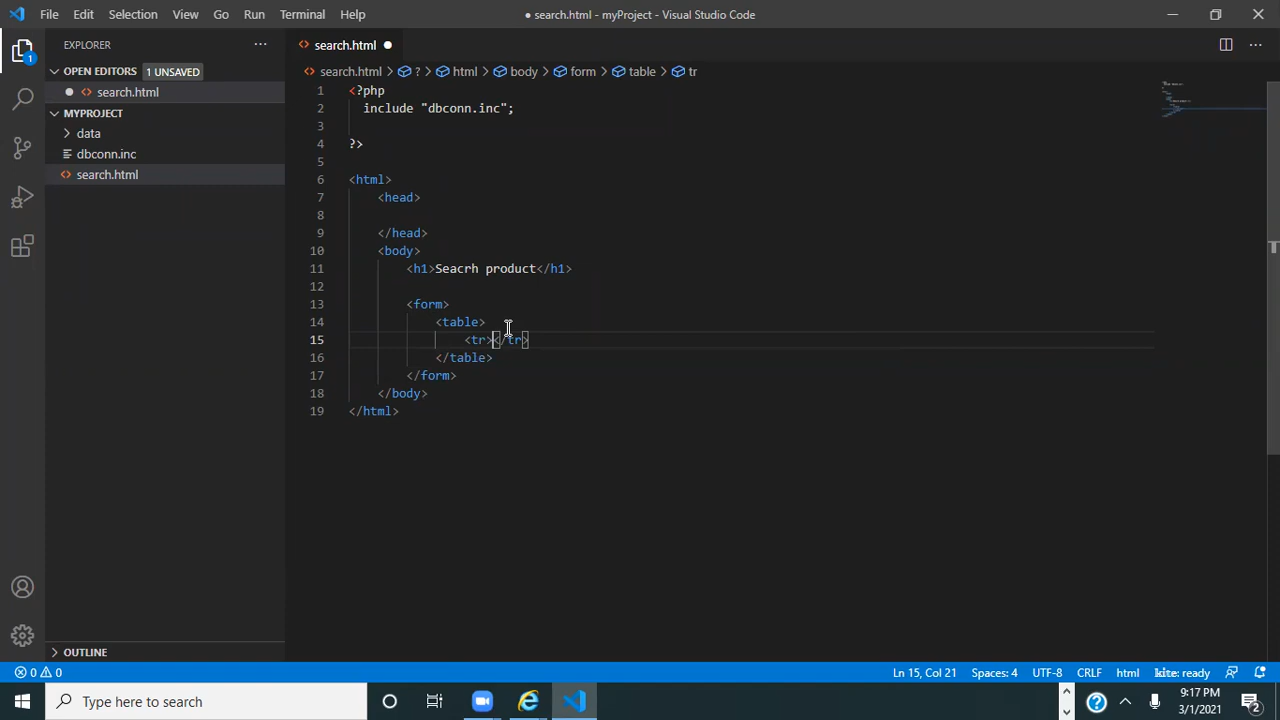 File Edit Selection View Go Run Terminal Help
● search.html - myProject - Visual Studio Code
EXPLORER
search.html
OPEN EDITORS 1 UNSAVED
search.html > ? > html > body > form > table > tr
search.html
MYPROJECT
data
dbconn.inc
search.html
1 <?php
2 include "dbconn.inc";
3
4 ?>
5
6 <html>
7 <head>
8
9 </head>
10 <body>
11 <h1>Seacrh product</h1>
12
13 <form>
14 <table>
15 <tr></tr>
16 </table>
17 </form>
18 </body>
19 </html>
1
OUTLINE
0 0
Ln 15, Col 21 Spaces: 4 UTF-8 CRLF html kite: ready
Type here to search
9:17 PM
3/1/2021
2